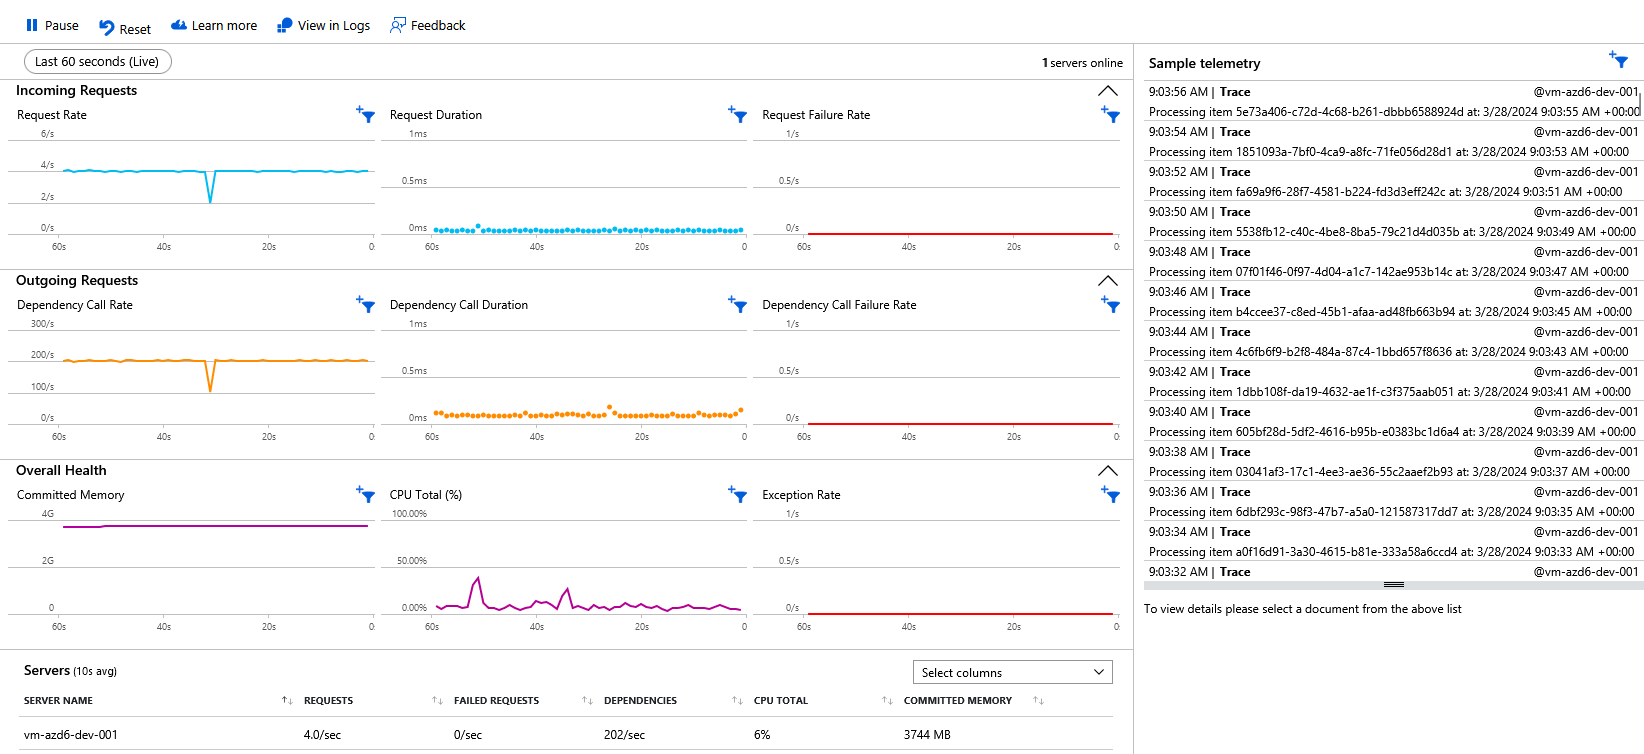 Pause Reset Learn more View in Logs Feedback
Last 60 seconds (Live) 1 servers online
Incoming Requests
Request Rate Request Duration Request Failure Rate
6/s 1ms 1/s
4/s 0.5ms 0.5/s
2/s
0/s 0ms 0/s
60s 40s 20s 0: 60s 40s 20s 0 60s 40s 20s 0:
Outgoing Requests
Dependency Call Rate Dependency Call Duration Dependency Call Failure Rate
300/s 1ms 1/s
200/s 0.5ms 0.5/s
100/s
0/s 0ms 0/s
60s 40s 20s 0: 60s 40s 20s 0 60s 40s 20s 0:
Overall Health
Committed Memory CPU Total (%) Exception Rate
4G 100.00% 1/s
2G 50.00% 0.5/s
0 0.00% 0/s
60s 40s 20s 0: 60s 40s 20s 0 60s 40s 20s 0:
Servers (10s avg) Select columns
SERVER NAME REQUESTS FAILED REQUESTS DEPENDENCIES CPU TOTAL COMMITTED MEMORY
vm-azd6-dev-001 4.0/sec 0/sec 202/sec 6% 3744 MB
Sample telemetry
9:03:56 AM | Trace @vm-azd6-dev-001
Processing item 5e73a406-c72d-4c68-b261-dbbb6588924d at: 3/28/2024 9:03:55 AM +00:00
9:03:54 AM | Trace @vm-azd6-dev-001
Processing item 1851093a-7bf0-4ca9-a8fc-71fe056d28d1 at: 3/28/2024 9:03:53 AM +00:00
9:03:52 AM | Trace @vm-azd6-dev-001
Processing item fa69a9f6-28f7-4581-b224-fd3d3eff242c at: 3/28/2024 9:03:51 AM +00:00
9:03:50 AM | Trace @vm-azd6-dev-001
Processing item 5538fb12-c40c-4be8-8ba5-79c21d4d035b at: 3/28/2024 9:03:49 AM +00:00
9:03:48 AM | Trace @vm-azd6-dev-001
Processing item 07f01f46-0f97-4d04-a1c7-142ae953b14c at: 3/28/2024 9:03:47 AM +00:00
9:03:46 AM | Trace @vm-azd6-dev-001
Processing item b4ccee37-c8ed-45b1-afaa-ad48fb663b94 at: 3/28/2024 9:03:45 AM +00:00
9:03:44 AM | Trace @vm-azd6-dev-001
Processing item 4c6fb6f9-b2f8-484a-87c4-1bbd657f8636 at: 3/28/2024 9:03:43 AM +00:00
9:03:42 AM | Trace @vm-azd6-dev-001
Processing item 1dbb108f-da19-4632-ae1f-c3f375aab051 at: 3/28/2024 9:03:41 AM +00:00
9:03:40 AM | Trace @vm-azd6-dev-001
Processing item 605bf28d-5df2-4616-b95b-e0383bc1d6a4 at: 3/28/2024 9:03:39 AM +00:00
9:03:38 AM | Trace @vm-azd6-dev-001
Processing item 03041af3-17c1-4ee3-ae36-55c2aaef2b93 at: 3/28/2024 9:03:37 AM +00:00
9:03:36 AM | Trace @vm-azd6-dev-001
Processing item 6dbf293c-98f3-47b7-a5a0-121587317dd7 at: 3/28/2024 9:03:35 AM +00:00
9:03:34 AM | Trace @vm-azd6-dev-001
Processing item a0f16d91-3a30-4615-b81e-333a58a6ccd4 at: 3/28/2024 9:03:33 AM +00:00
9:03:32 AM | Trace @vm-azd6-dev-001
To view details please select a document from the above list